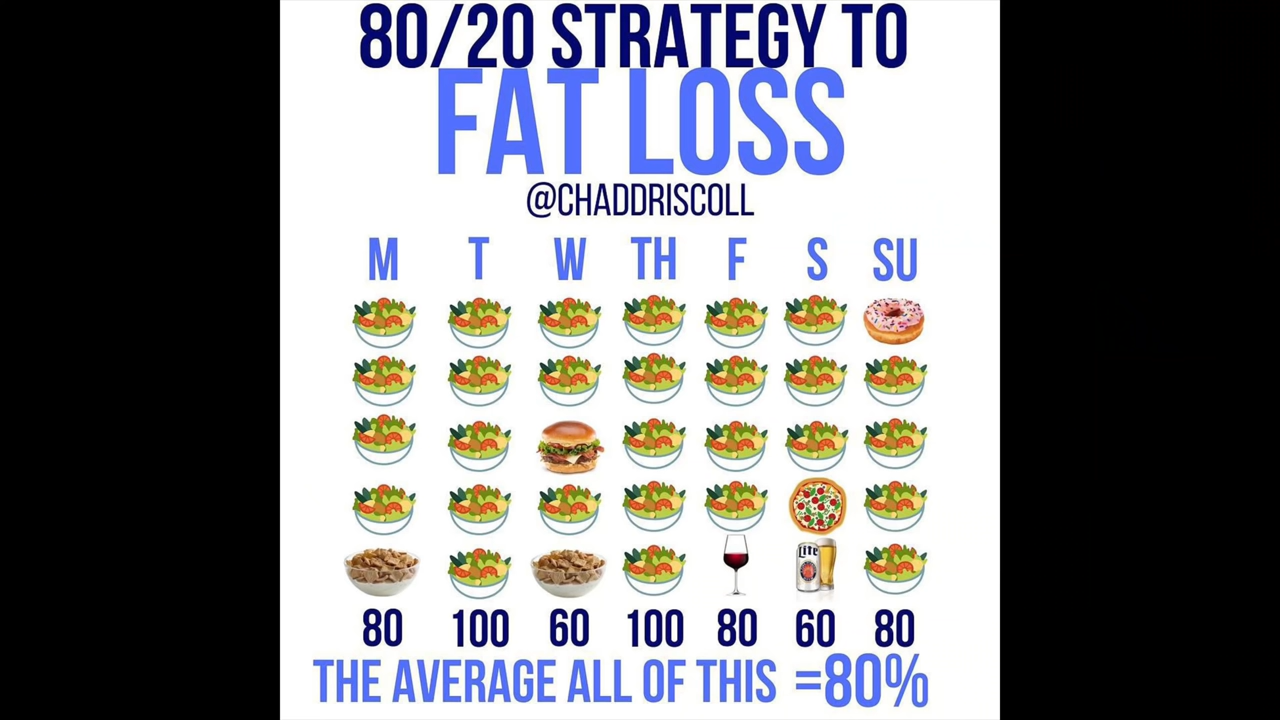 80/20 STRATEGY TO
FAT LOSS
@CHADDRISCOLL
M T W TH F S SU
Lite
80 100 60 100 80 60 80
THE AVERAGE ALL OF THIS =80%